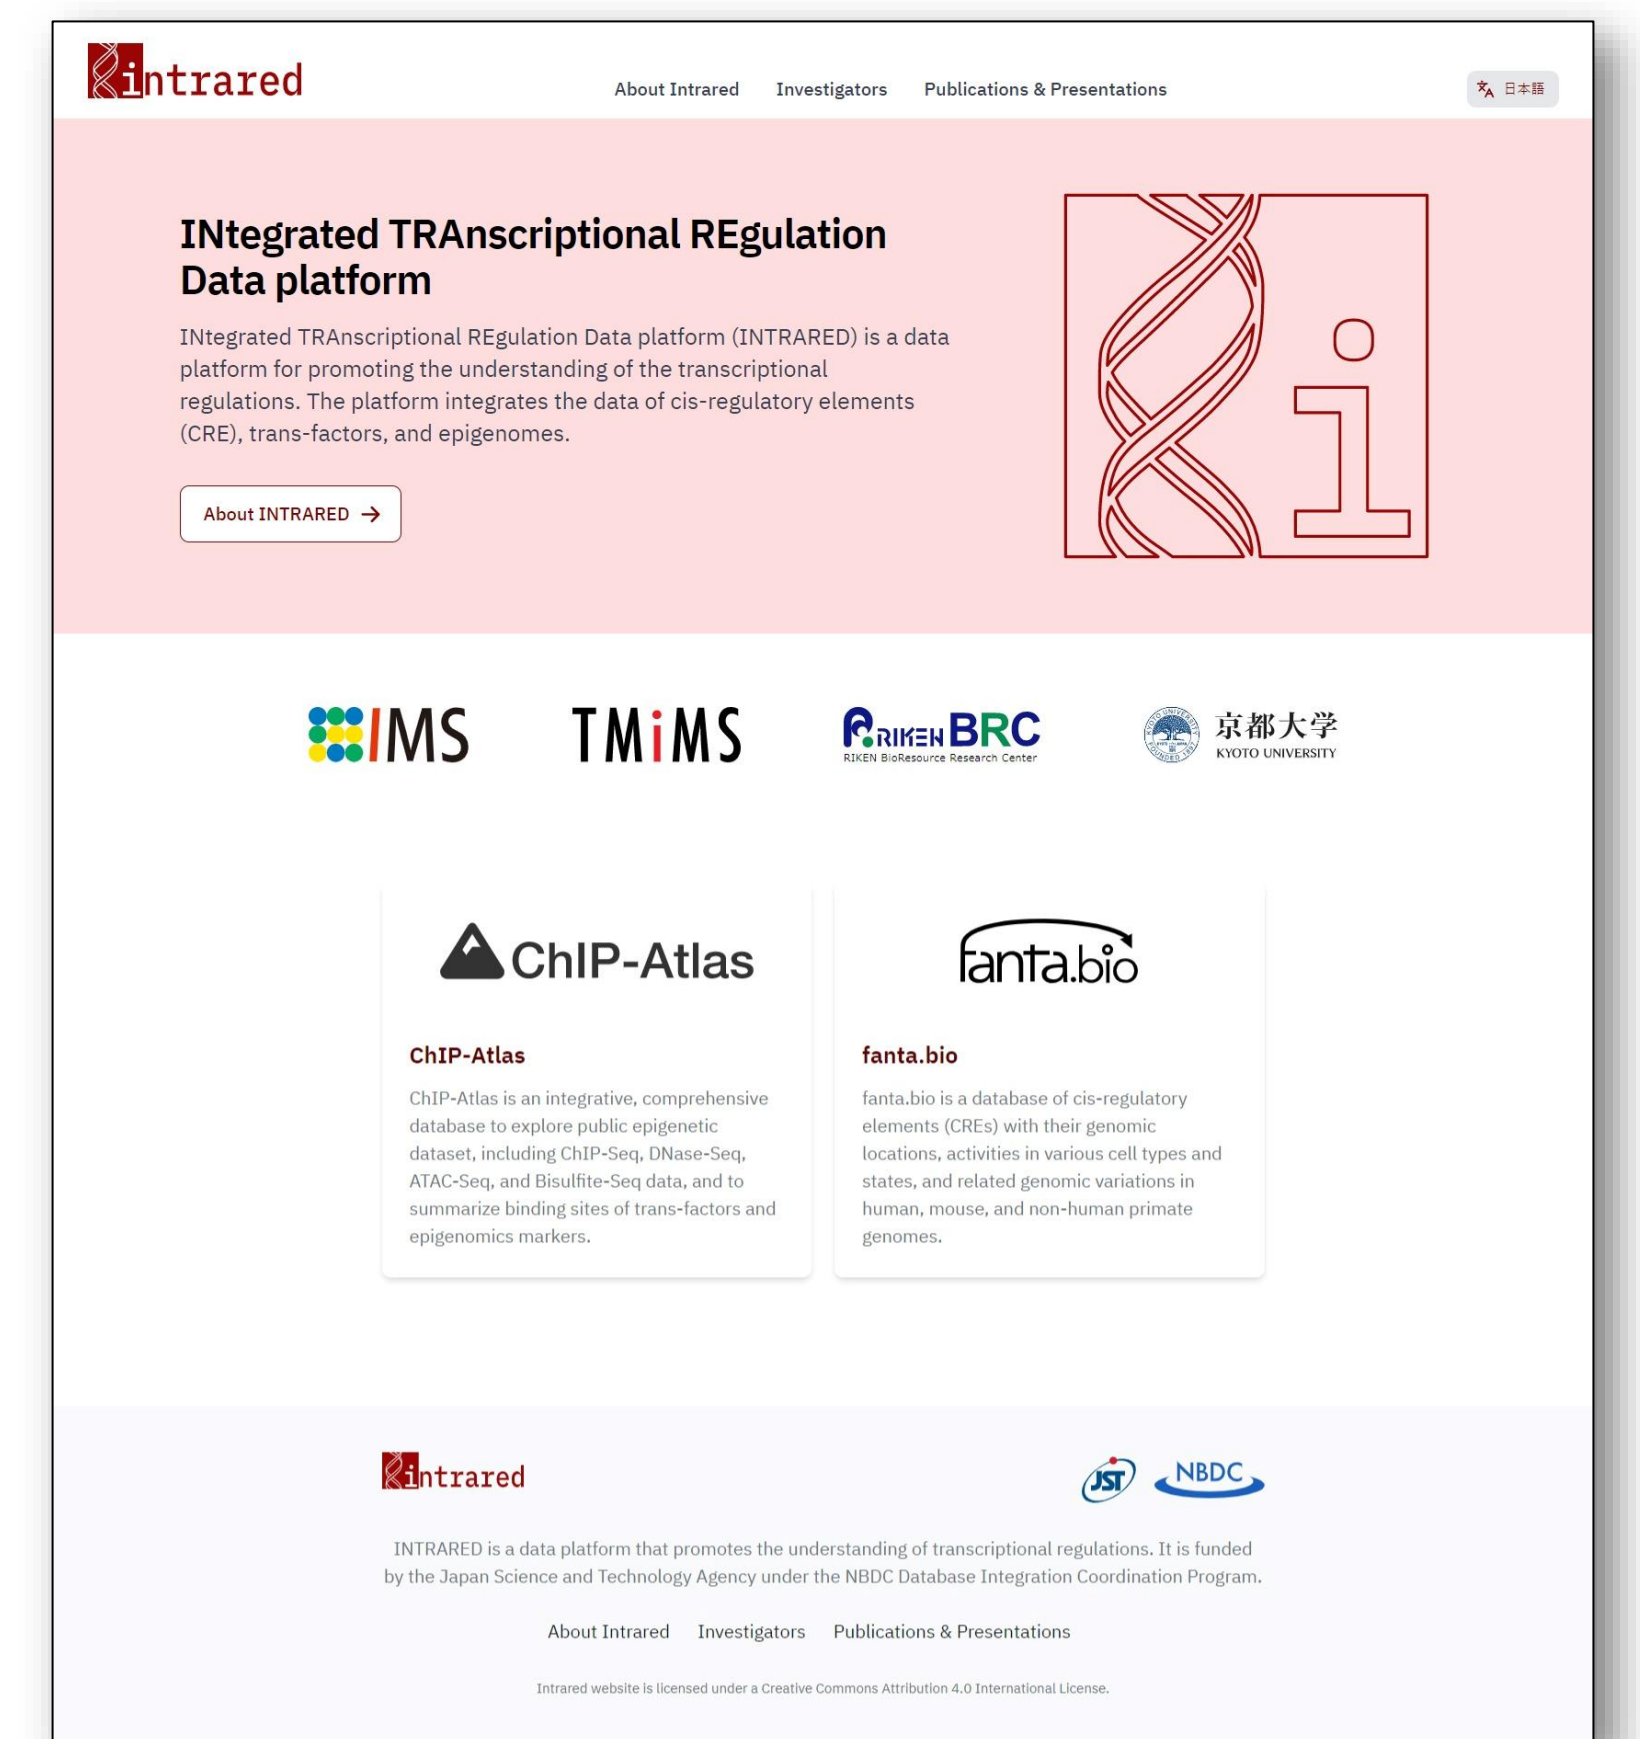 intrared
About Intrared
Investigators
Publications & Presentations
日本語
INtegrated TRAnscriptional REgulation
Data platform
INtegrated TRAnscriptional REgulation Data platform (INTRARED) is a data
platform for promoting the understanding of the transcriptional
regulations. The platform integrates the data of cis-regulatory elements
(CRE), trans-factors, and epigenomes.
About INTRARED →
i
IMS
TMiMS
RIKEN BRC
RIKEN BioResource Research Center
京都大学
KYOTO UNIVERSITY
ChIP-Atlas
ChIP-Atlas
ChIP-Atlas is an integrative, comprehensive
database to explore public epigenetic
dataset, including ChIP-Seq, DNase-Seq,
ATAC-Seq, and Bisulfite-Seq data, and to
summarize binding sites of trans-factors and
epigenomics markers.
fanta.bio
fanta.bio
fanta.bio is a database of cis-regulatory
elements (CREs) with their genomic
locations, activities in various cell types and
states, and related genomic variations in
human, mouse, and non-human primate
genomes.
intrared
JST
NBDC
INTRARED is a data platform that promotes the understanding of transcriptional regulations. It is funded
by the Japan Science and Technology Agency under the NBDC Database Integration Coordination Program.
About Intrared
Investigators
Publications & Presentations
Intrared website is licensed under a Creative Commons Attribution 4.0 International License.